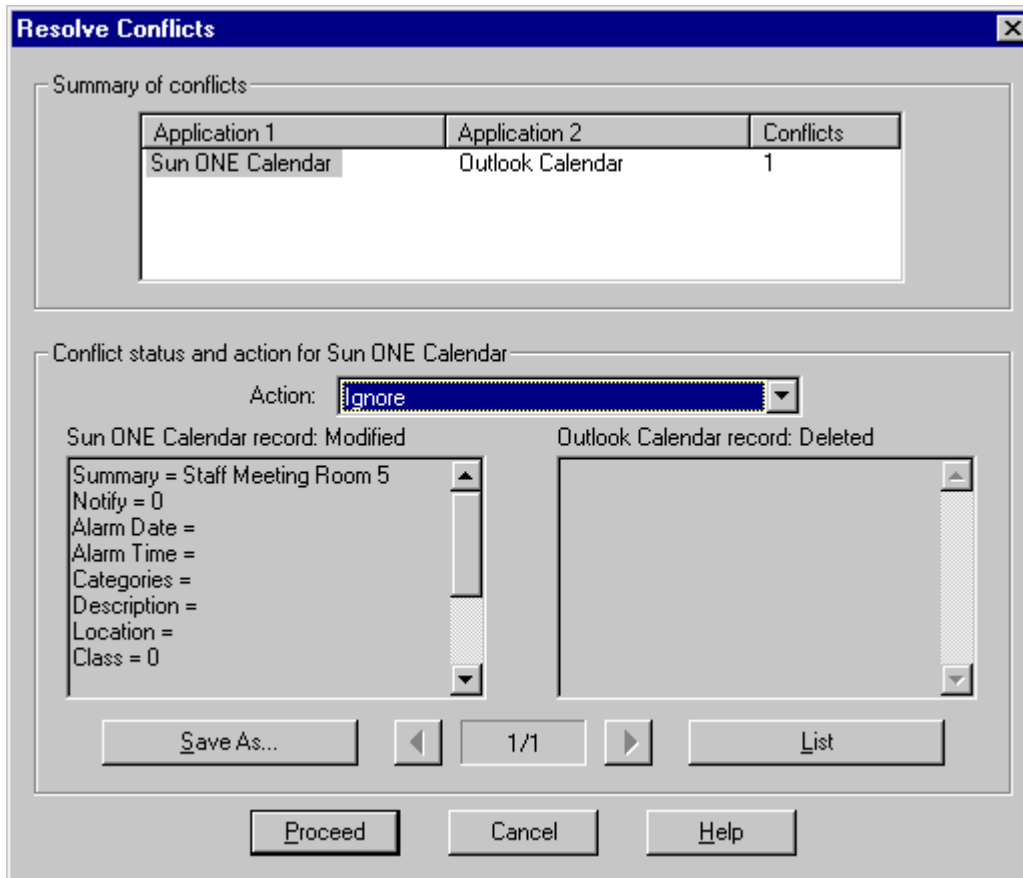 Resolve Conflicts
Summary of conflicts
Application 1 Application 2 Conflicts
Sun ONE Calendar Outlook Calendar 1
Conflict status and action for Sun ONE Calendar
Action: Ignore
Sun ONE Calendar record: Modified Outlook Calendar record: Deleted
Summary = Staff Meeting Room 5
Notify = 0
Alarm Date =
Alarm Time =
Categories =
Description =
Location =
Class = 0
Save As... 1/1 List
Proceed Cancel Help